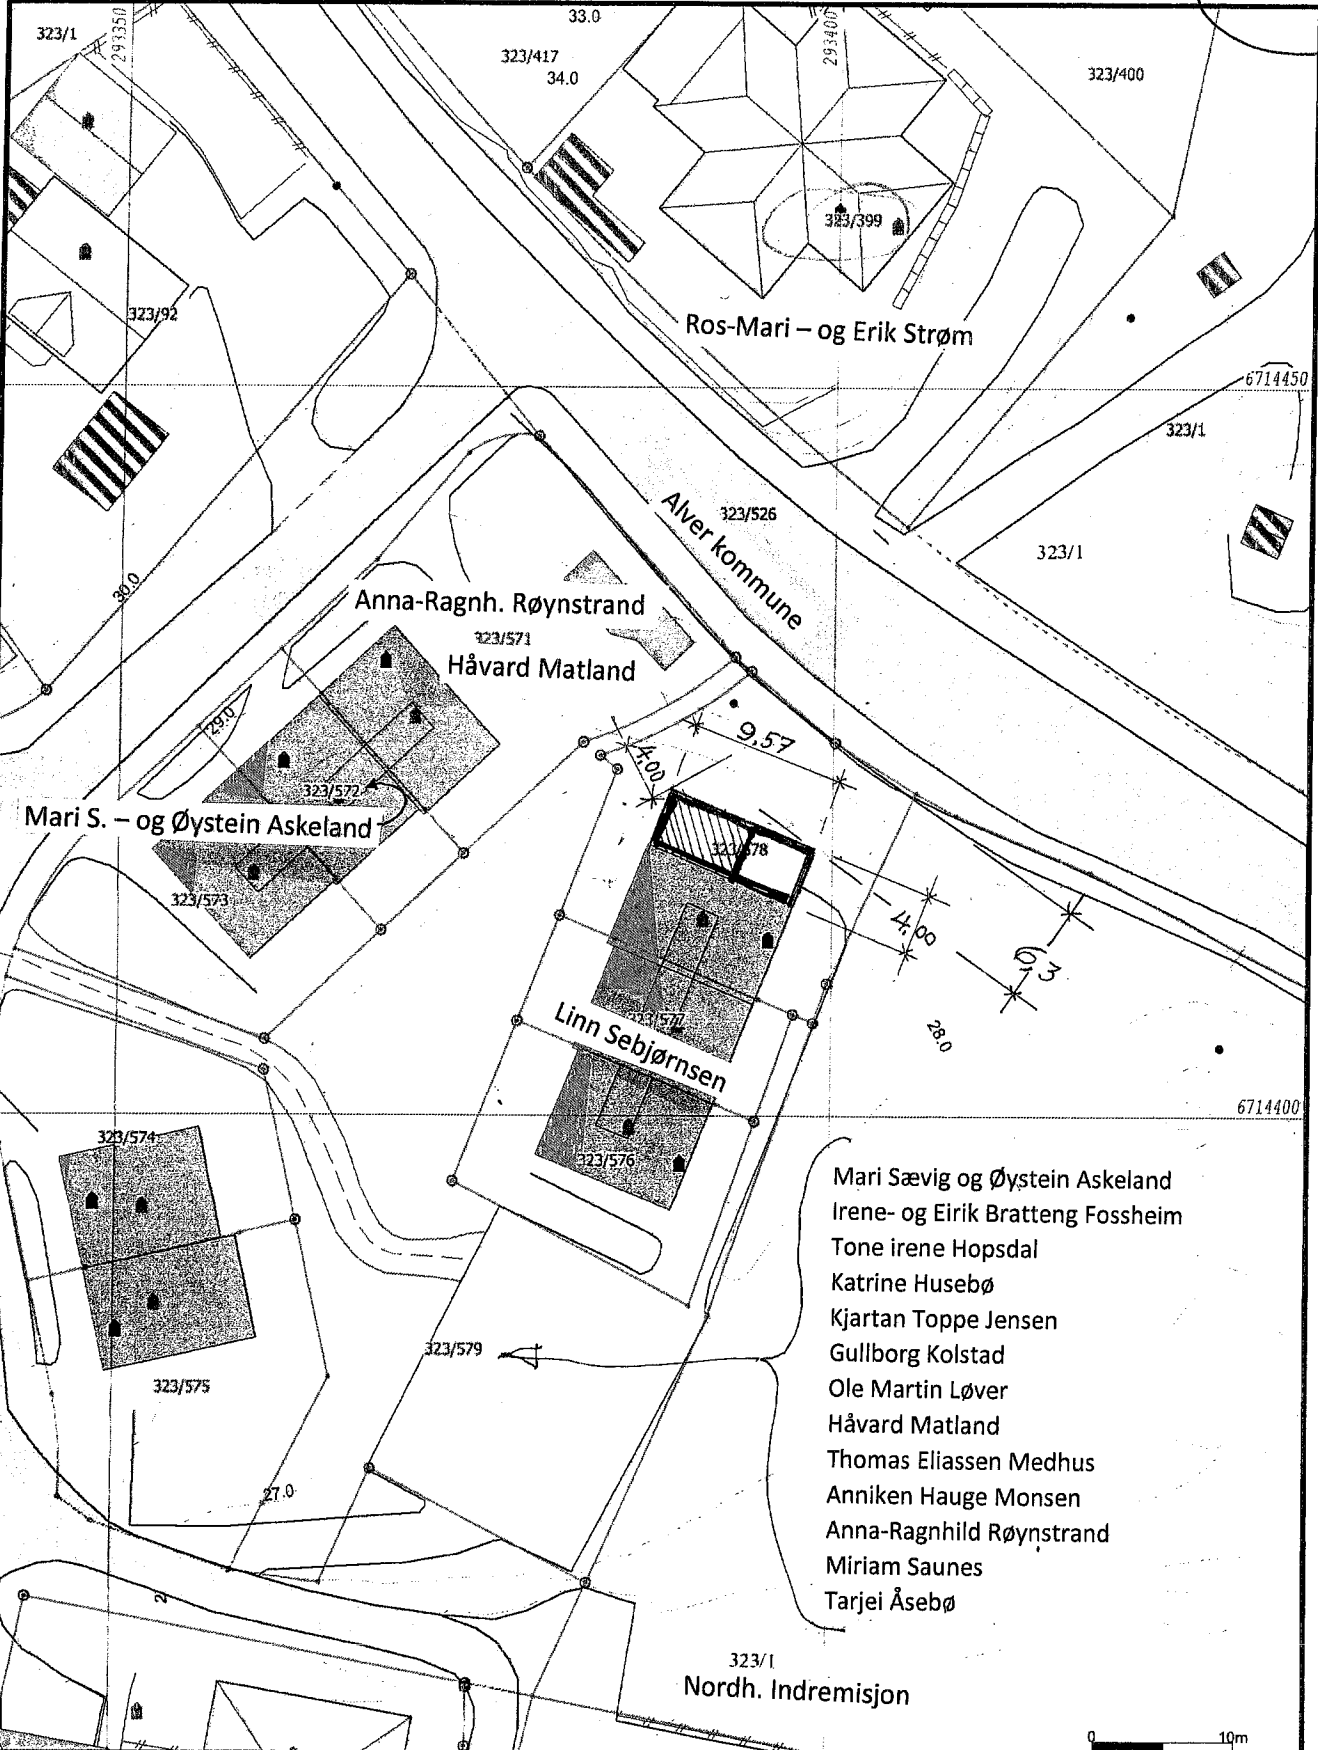 33.0
323/1
293350
323/417
34.0
293400
323/400
323/399
323/92
Ros-Mari – og Erik Strøm
6714450
323/1
323/526
Alver kommune
323/1
30.0
Anna-Ragnh. Røynstrand
323/571
Håvard Matland
29.0
9,57
4,00
323/572
Mari S. – og Øystein Askeland
323/578
323/573
4,00
6,3
323/577
Linn Sebjørnsen
28.0
6714400
323/574
323/576
Mari Sævig og Øystein Askeland
Irene- og Eirik Bratteng Fossheim
Tone irene Hopsdal
Katrine Husebø
Kjartan Toppe Jensen
323/579
Gullborg Kolstad
323/575
Ole Martin Løver
Håvard Matland
Thomas Eliassen Medhus
27.0
Anniken Hauge Monsen
Anna-Ragnhild Røynstrand
Miriam Saunes
Tarjei Åsebø
323/1
Nordh. Indremisjon
0 10m